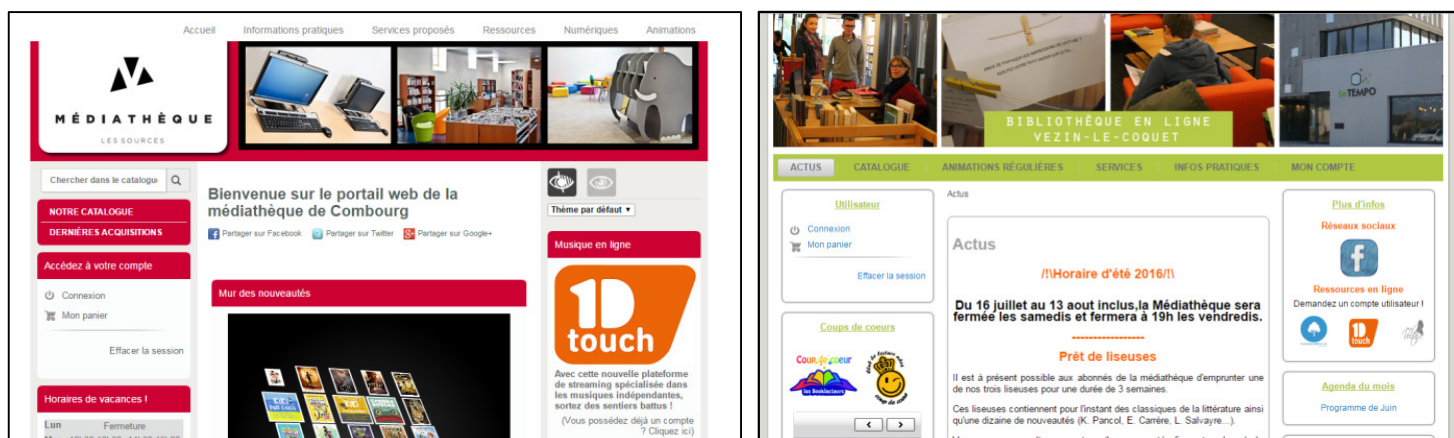 Accueil Informations pratiques Services proposés Ressources Numériques Animations
MÉDIATHÈQUE
LES SOURCES
Chercher dans le catalogu
NOTRE CATALOGUE
DERNIÈRES ACQUISITIONS
Accédez à votre compte
Connexion
Mon panier
Effacer la session
Horaires de vacances !
Lun Fermeture
Bienvenue sur le portail web de la
médiathèque de Combourg
Partager sur Facebook Partager sur Twitter Partager sur Google+
Mur des nouveautés
Thème par défaut
Musique en ligne
1D
touch
Avec cette nouvelle plateforme
de streaming spécialisée dans
les musiques indépendantes,
sortez des sentiers battus !
(Vous possédez déjà un compte
? Cliquez ici)
Le TEMPO
BIBLIOTHÈQUE EN LIGNE
VEZIN-LE-COQUET
ACTUS CATALOGUE ANIMATIONS RÉGULIÈRES SERVICES INFOS PRATIQUES MON COMPTE
Utilisateur
Connexion
Mon panier
Effacer la session
Coups de coeurs
Coup de coeur
les Booklecteurs
coup de coeur
Actus
Actus
/!\Horaire d'été 2016/!\
Du 16 juillet au 13 aout inclus,la Médiathèque sera
fermée les samedis et fermera à 19h les vendredis.
-----------------
Prêt de liseuses
Il est à présent possible aux abonnés de la médiathèque d'emprunter une
de nos trois liseuses pour une durée de 3 semaines.
Ces liseuses contiennent pour l'instant des classiques de la littérature ainsi
qu'une dizaine de nouveautés (K. Pancol, E. Carrère, L. Salvayre...).
Plus d'infos
Réseaux sociaux
Ressources en ligne
Demandez un compte utilisateur !
1D
touch
Agenda du mois
Programme de Juin